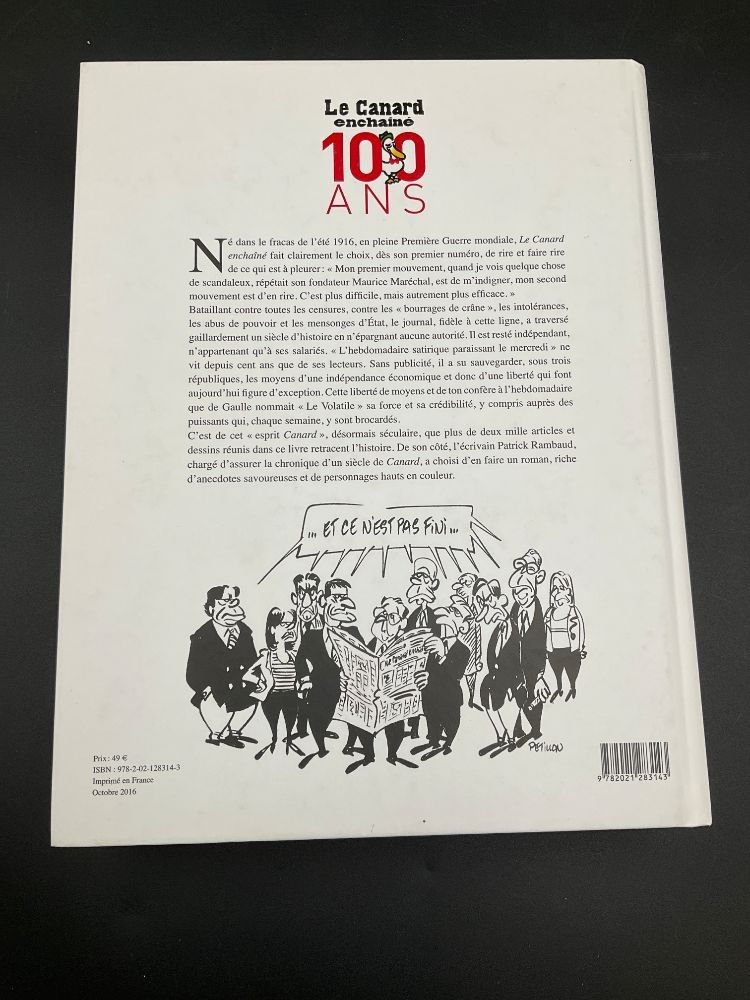 Le Canard
enchaîné
100
ANS
Né dans le fracas de l'été 1916, en pleine Première Guerre mondiale, Le Canard
enchaîné fait clairement le choix, dès son premier numéro, de rire et faire rire
de ce qui est à pleurer : « Mon premier mouvement, quand je vois quelque chose
de scandaleux, répétait son fondateur Maurice Maréchal, est de m'indigner, mon second
mouvement est d'en rire. C'est plus difficile, mais autrement plus efficace. »
Bataillant contre toutes les censures, contre les « bourrages de crâne », les intolérances,
les abus de pouvoir et les mensonges d'État, le journal, fidèle à cette ligne, a traversé
gaillardement un siècle d'histoire en n'épargnant aucune autorité. Il est resté indépendant,
n'appartenant qu'à ses salariés. « L'hebdomadaire satirique paraissant le mercredi » ne
vit depuis cent ans que de ses lecteurs. Sans publicité, il a su sauvegarder, sous trois
républiques, les moyens d'une indépendance économique et donc d'une liberté qui font
aujourd'hui figure d'exception. Cette liberté de moyens et de ton confère à l'hebdomadaire
que de Gaulle nommait « Le Volatile » sa force et sa crédibilité, y compris auprès des
puissants qui, chaque semaine, y sont brocardés.
C'est de cet « esprit Canard », désormais séculaire, que plus de deux mille articles et
dessins réunis dans ce livre retracent l'histoire. De son côté, l'écrivain Patrick Rambaud,
chargé d'assurer la chronique d'un siècle de Canard, a choisi d'en faire un roman, riche
d'anecdotes savoureuses et de personnages hauts en couleur.
... ET CE N'EST PAS FINI...
PETILLON
Prix : 49 €
ISBN : 978-2-02-128314-3
Imprimé en France
Octobre 2016
9 782021 283143